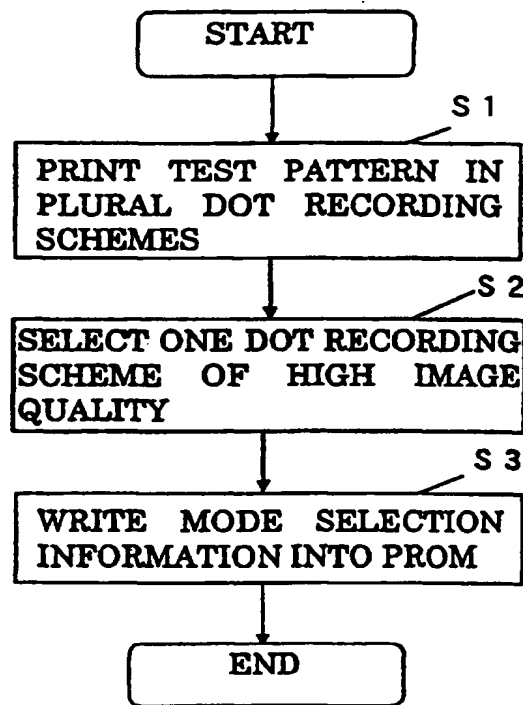 START
S 1
PRINT TEST PATTERN IN
PLURAL DOT RECORDING
SCHEMES
S 2
SELECT ONE DOT RECORDING
SCHEME OF HIGH IMAGE
QUALITY
S 3
WRITE MODE SELECTION
INFORMATION INTO PROM
END